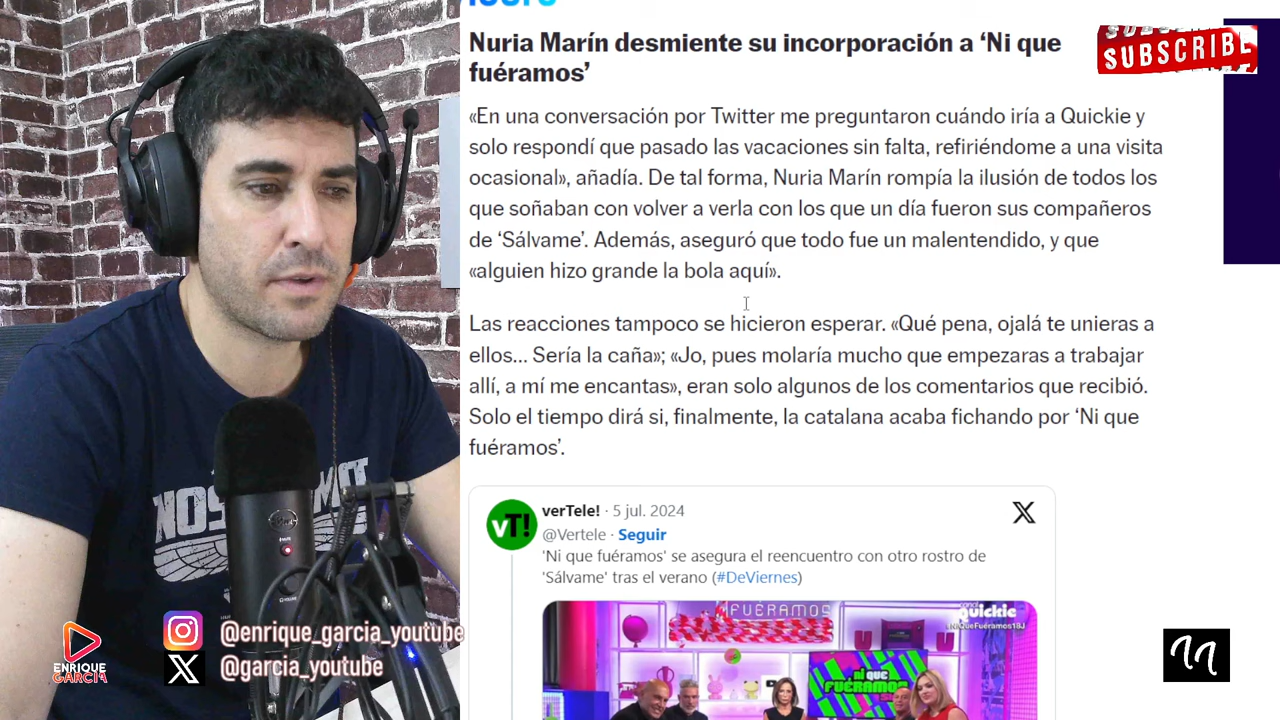 Nuria Marín desmiente su incorporación a ‘Ni que
fuéramos’
«En una conversación por Twitter me preguntaron cuándo iría a Quickie y
solo respondí que pasado las vacaciones sin falta, refiriéndome a una visita
ocasional», añadía. De tal forma, Nuria Marín rompía la ilusión de todos los
que soñaban con volver a verla con los que un día fueron sus compañeros
de ‘Sálvame’. Además, aseguró que todo fue un malentendido, y que
«alguien hizo grande la bola aquí».
Las reacciones tampoco se hicieron esperar. «Qué pena, ojalá te unieras a
ellos... Sería la caña»; «Jo, pues molaría mucho que empezaras a trabajar
allí, a mí me encantas», eran solo algunos de los comentarios que recibió.
Solo el tiempo dirá si, finalmente, la catalana acaba fichando por ‘Ni que
fuéramos’.
vT!
verTele! · 5 jul. 2024
@Vertele · Seguir
'Ni que fuéramos' se asegura el reencuentro con otro rostro de
'Sálvame' tras el verano (#DeViernes)
FUÉRAMOS
quickie
#NiQueFuéramos18J
ni que
FUÉRAMOS
SUBSCRIBE
SUBSCRIBE
ENRIQUE
GARCIA
@enrique_garcia_youtube
@garcia_youtube